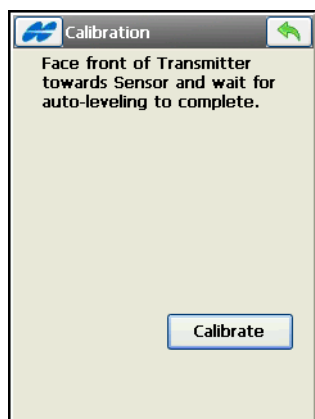 Calibration
Face front of Transmitter
towards Sensor and wait for
auto-leveling to complete.
Calibrate